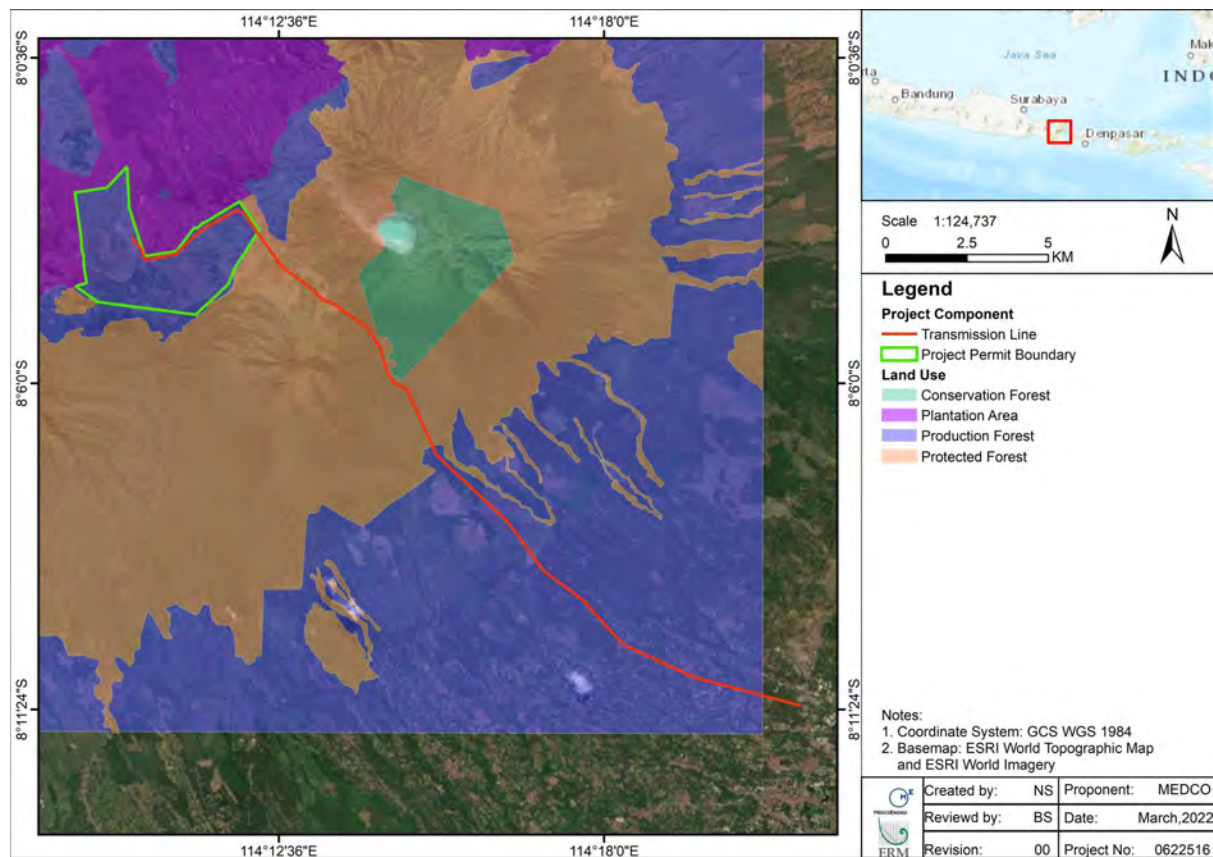 114°12'36"E
114°18'0"E
8°0'36"S
8°0'36"S
8°6'0"S
8°6'0"S
8°11'24"S
8°11'24"S
114°12'36"E
114°18'0"E
Java Sea
Mak
INDO
ta
Bandung
Surabaya
Denpasar
Scale 1:124,737
0 2.5 5
KM
N
Legend
Project Component
Transmission Line
Project Permit Boundary
Land Use
Conservation Forest
Plantation Area
Production Forest
Protected Forest
Notes:
1. Coordinate System: GCS WGS 1984
2. Basemap: ESRI World Topographic Map
and ESRI World Imagery
Created by: NS Proponent: MEDCO
Reviewd by: BS Date: March,2022
ERM
Revision: 00 Project No: 0622516